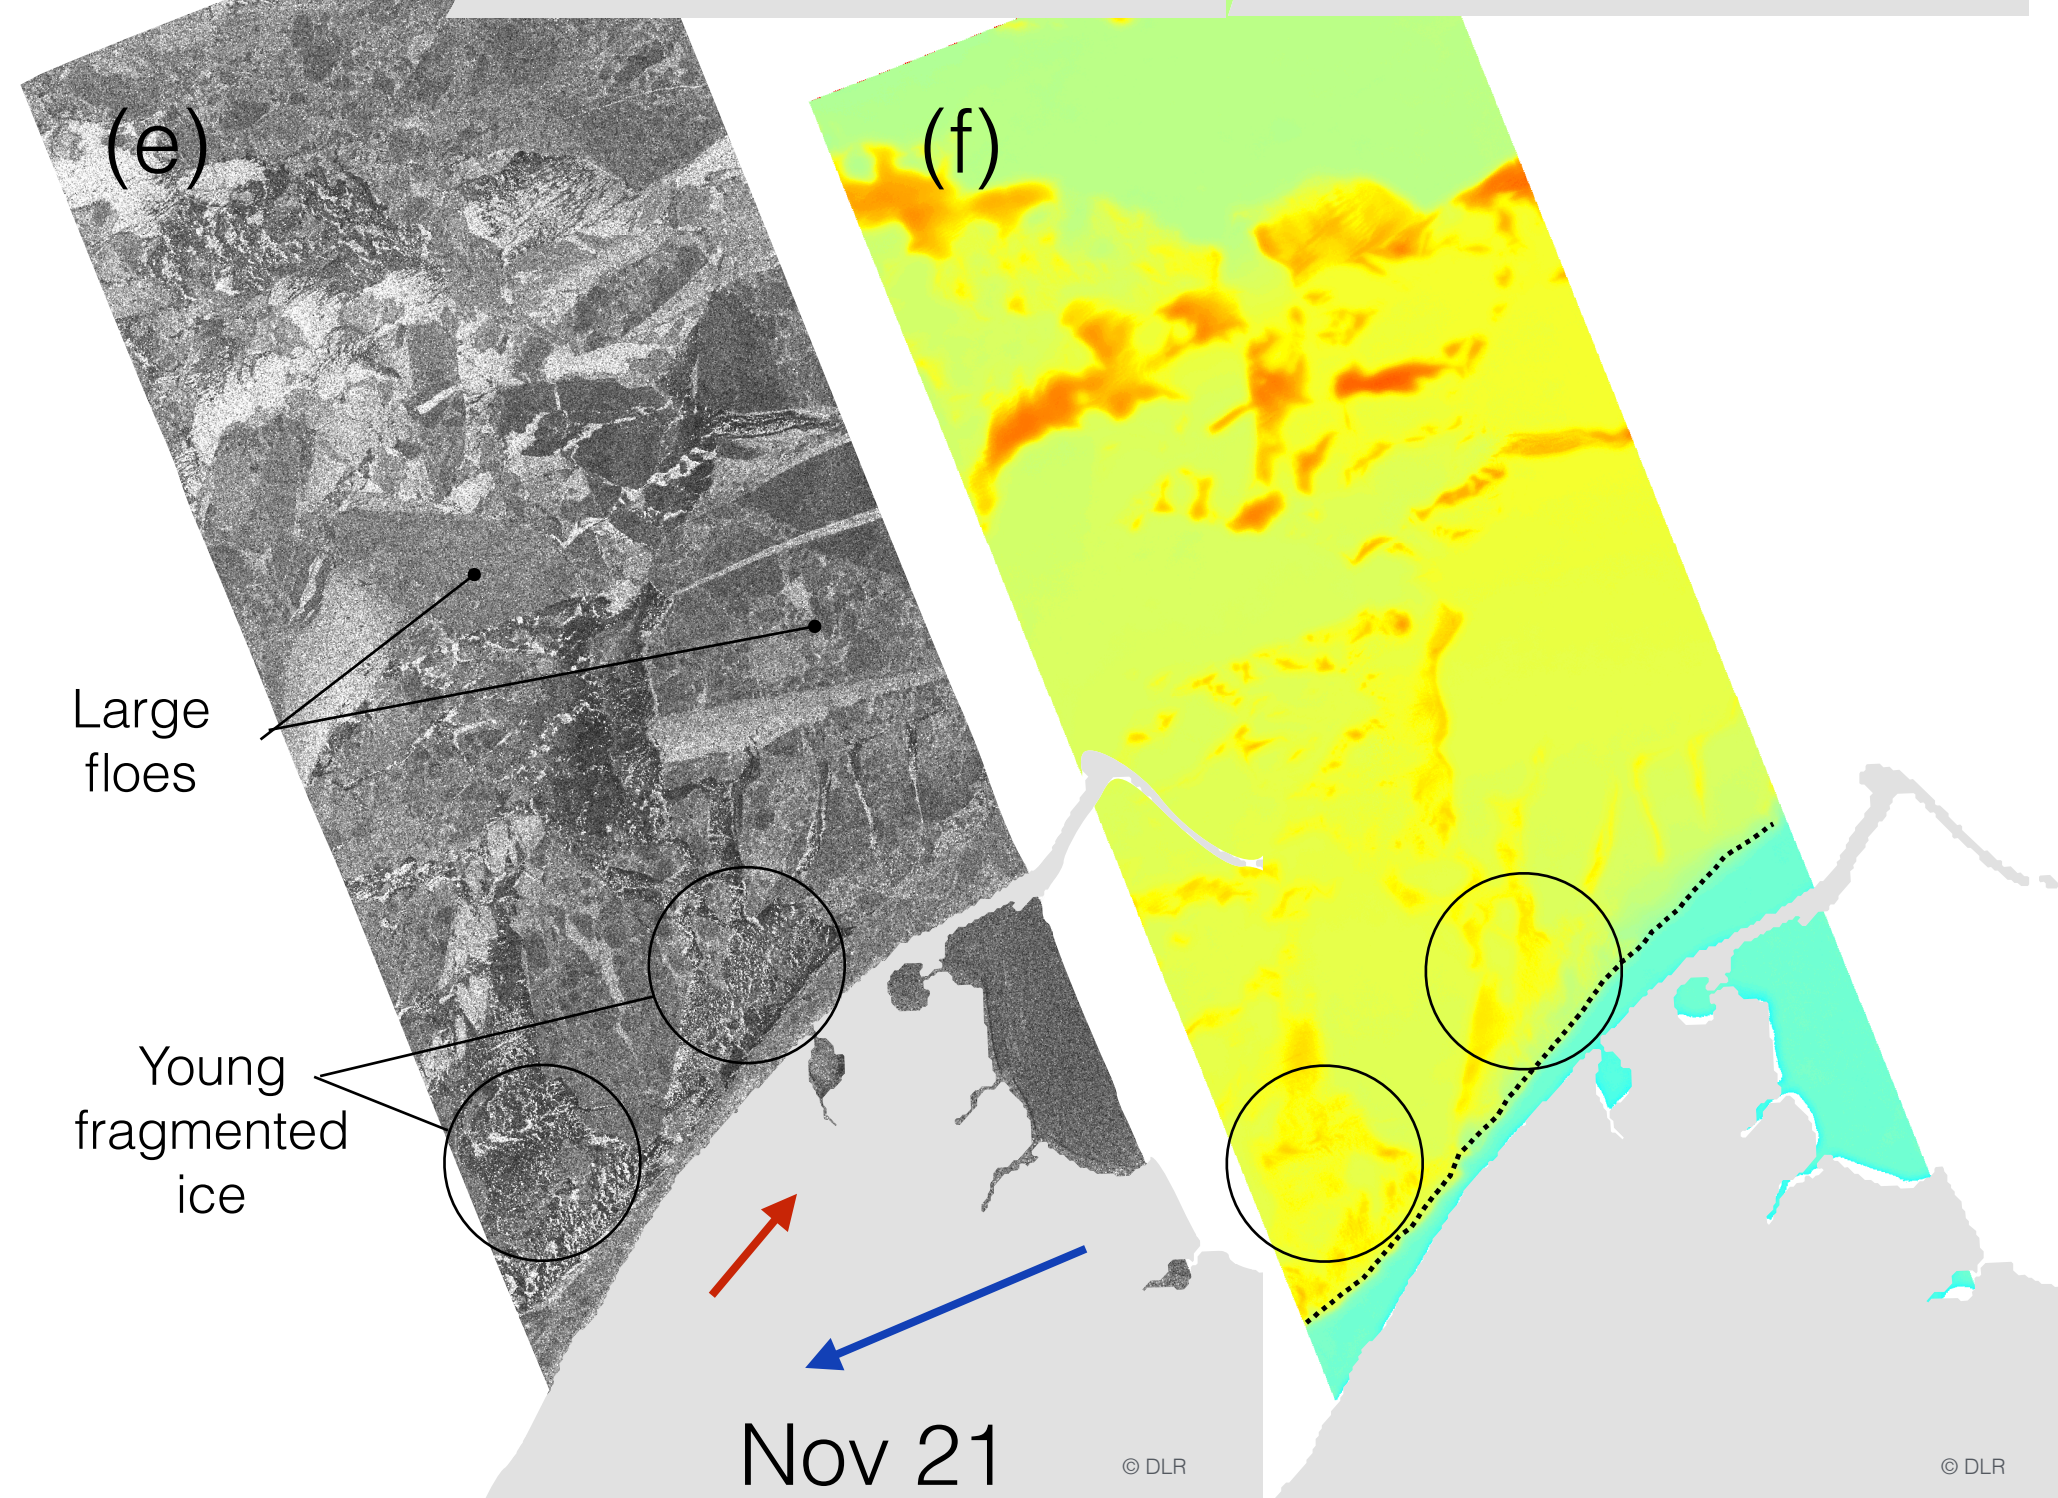 (e)
(f)
Large
floes
Young
fragmented
ice
Nov 21
© DLR
© DLR